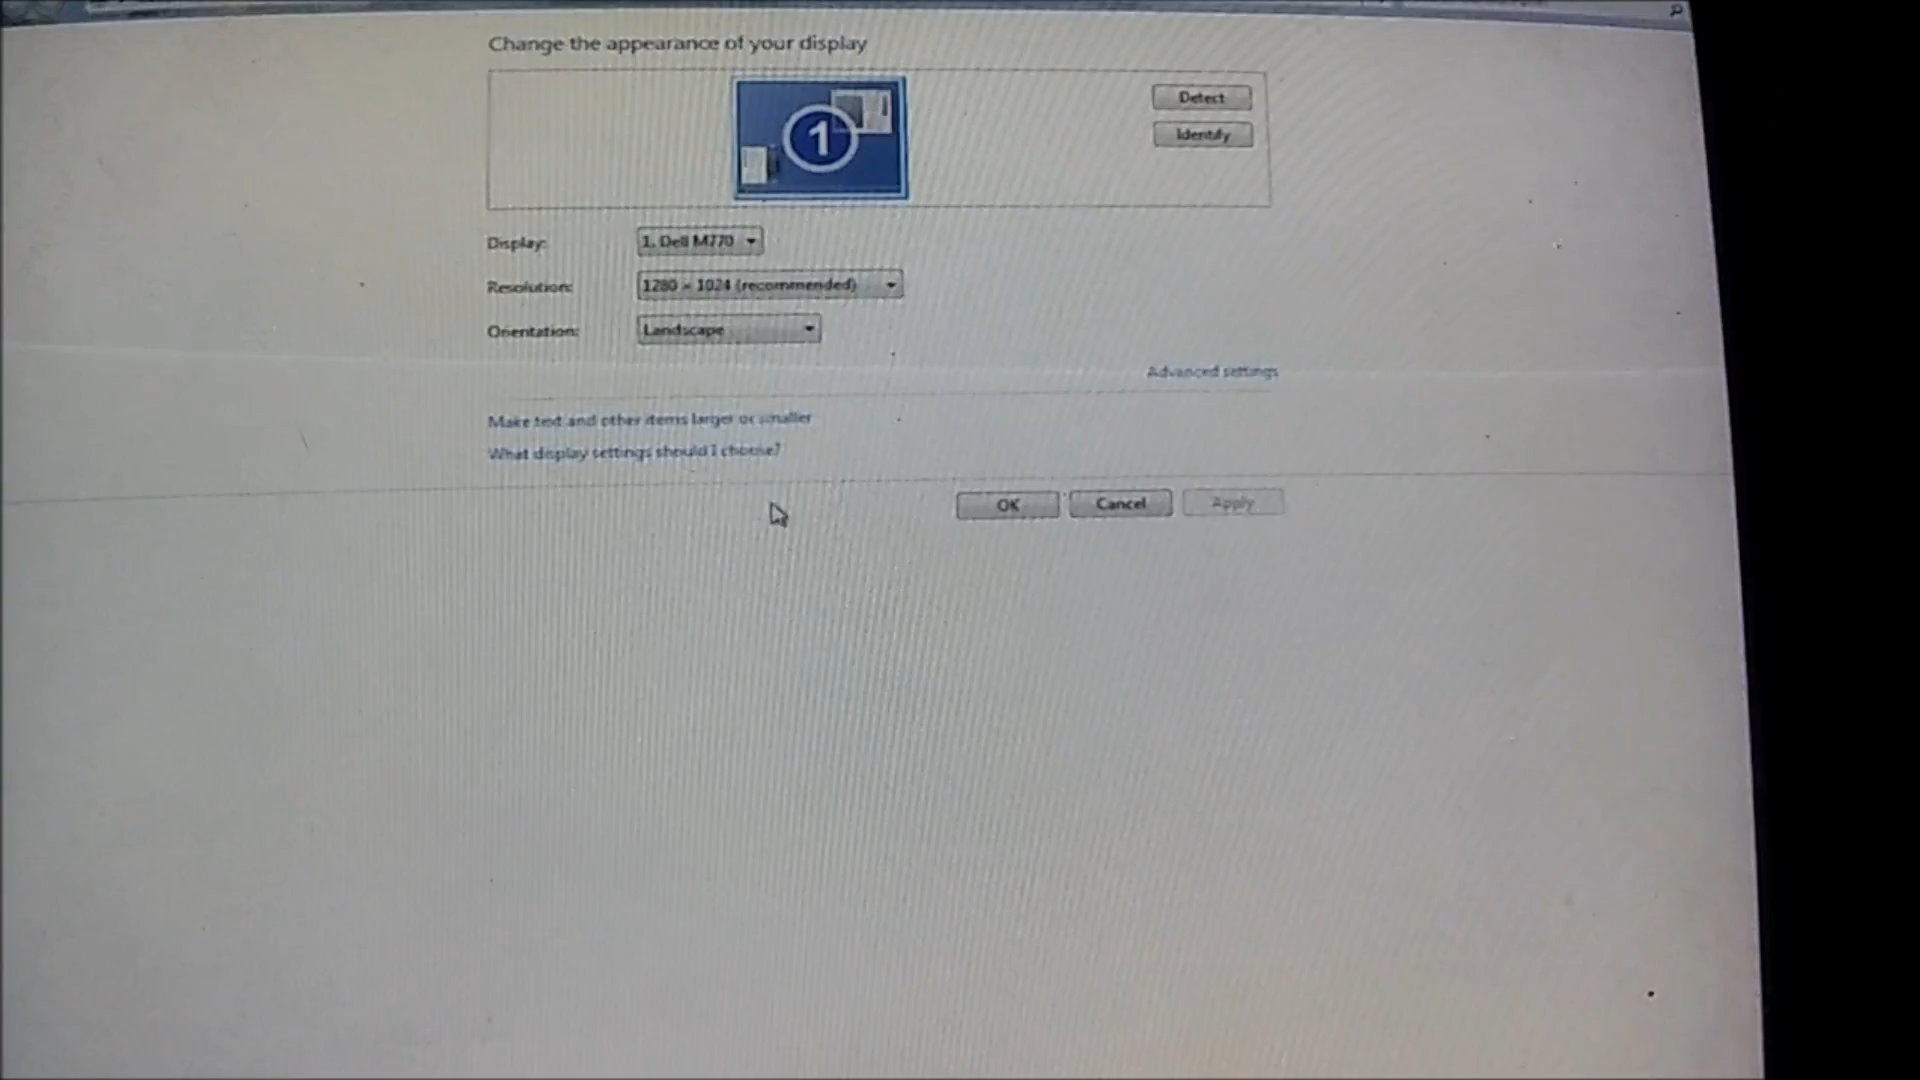 Change the appearance of your display
1
Detect
Identify
Display: 1. Dell M770
Resolution: 1280 × 1024 (recommended)
Orientation: Landscape
Advanced settings
Make text and other items larger or smaller
What display settings should I choose?
OK Cancel Apply